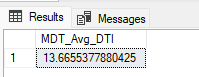 Results Messages
MDT_Avg_DTI
1 13.6655377880425